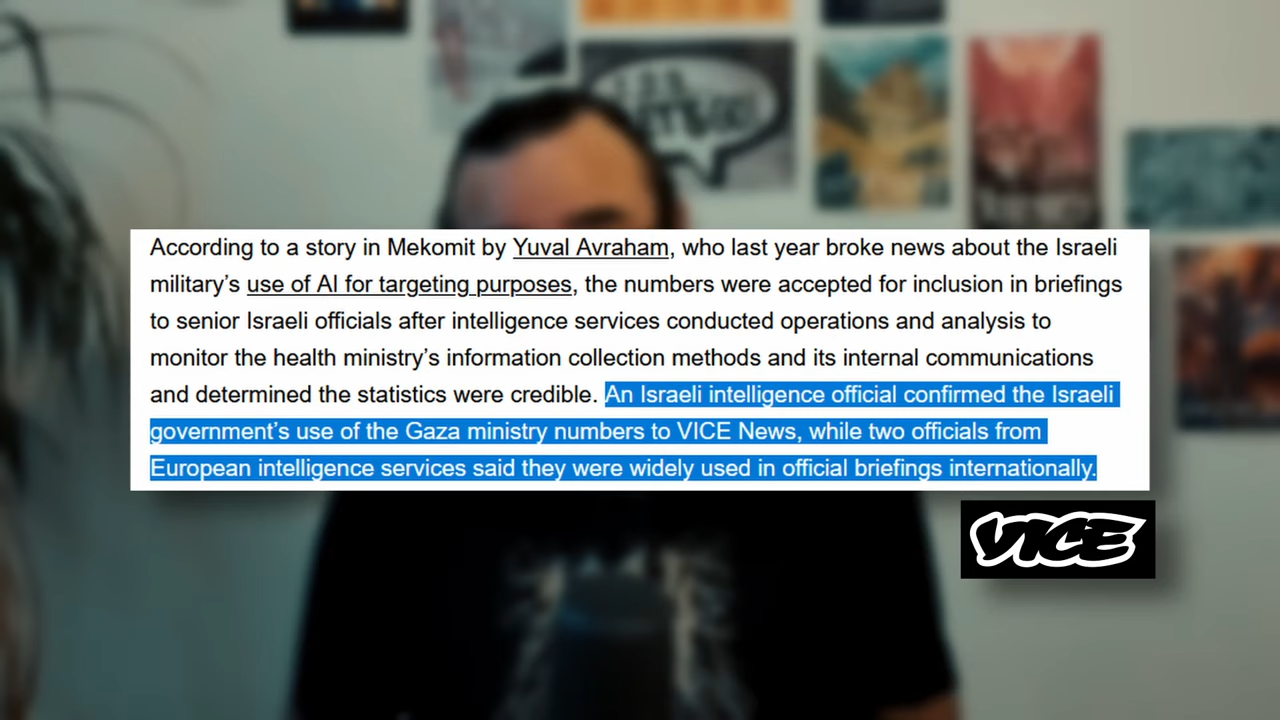 According to a story in Mekomit by Yuval Avraham, who last year broke news about the Israeli
military’s use of AI for targeting purposes, the numbers were accepted for inclusion in briefings
to senior Israeli officials after intelligence services conducted operations and analysis to
monitor the health ministry’s information collection methods and its internal communications
and determined the statistics were credible. An Israeli intelligence official confirmed the Israeli
government’s use of the Gaza ministry numbers to VICE News, while two officials from
European intelligence services said they were widely used in official briefings internationally.
VICE